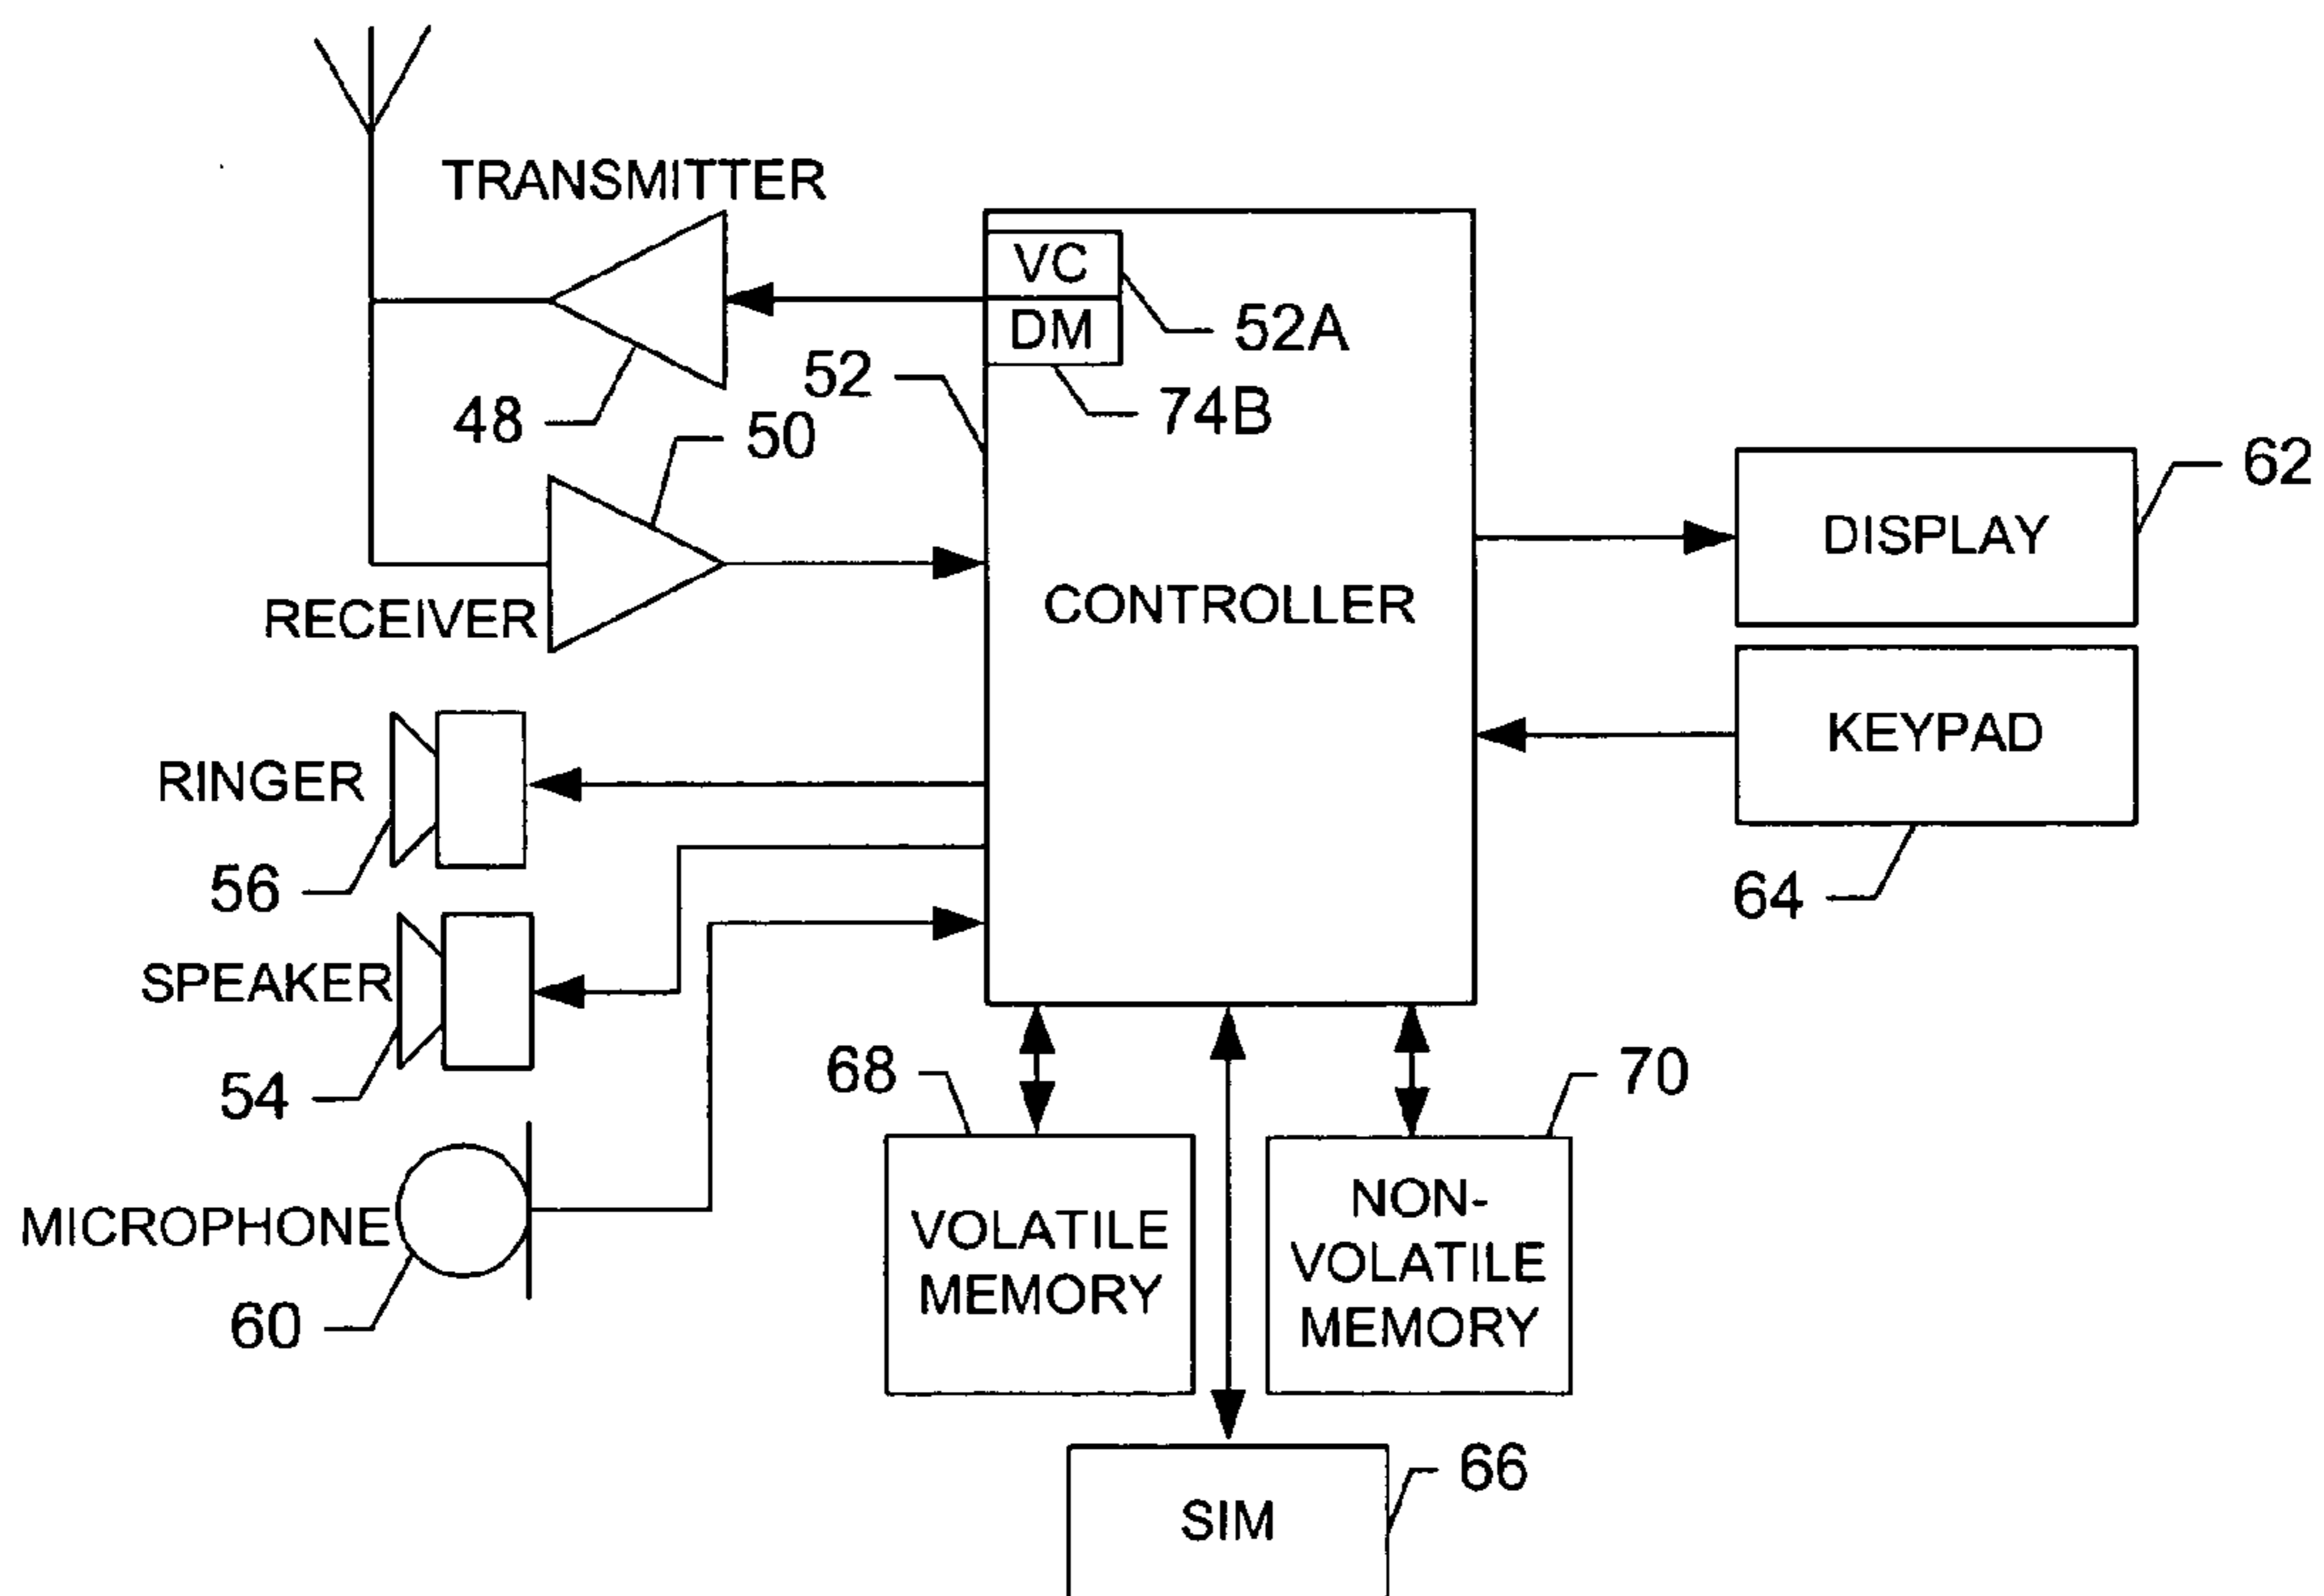 TRANSMITTER
VC
52A
DM
52
74B
48
50
62
DISPLAY
CONTROLLER
RECEIVER
KEYPAD
RINGER
56
64
SPEAKER
54
68
70
MICROPHONE
60
VOLATILE
MEMORY
NON-
VOLATILE
MEMORY
66
SIM